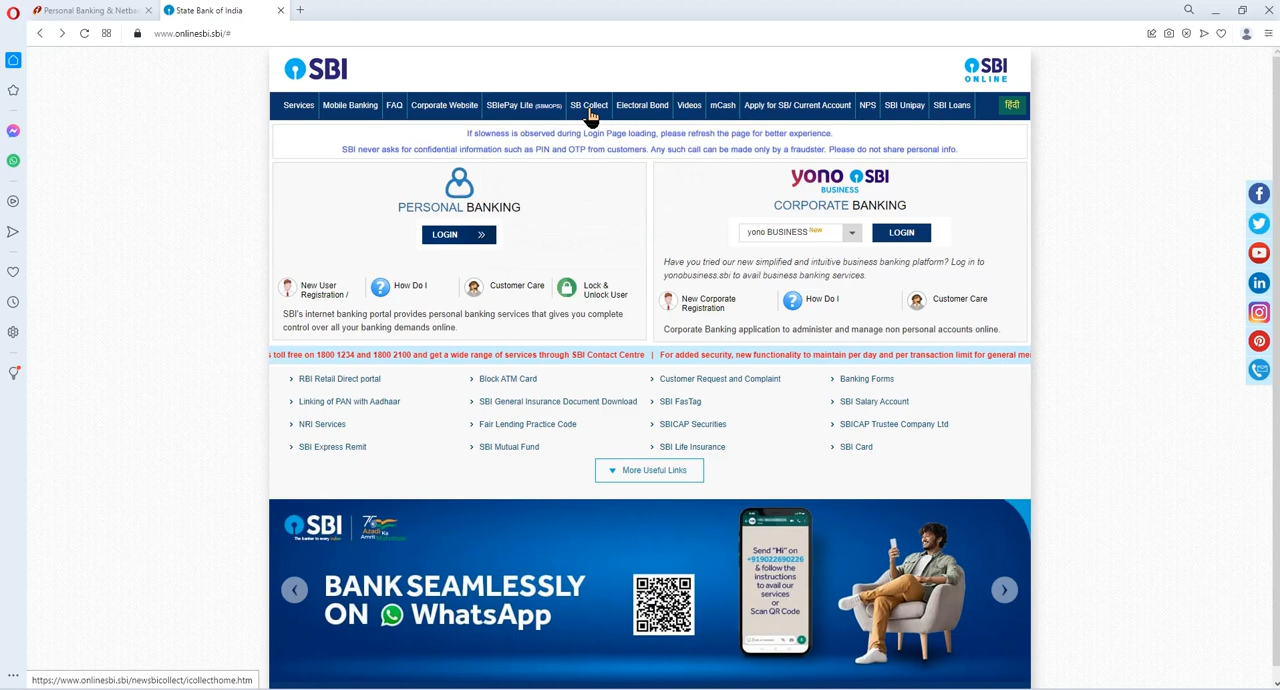 Personal Banking & Netba
State Bank of India
www.onlinesbi.sbi/#
SBI
SBI
ONLINE
Services Mobile Banking FAQ Corporate Website SBIePay Lite (SBMOPS) SB Collect Electoral Bond Videos mCash Apply for SB/ Current Account NPS SBI Unipay SBI Loans हिंदी
If slowness is observed during Login Page loading, please refresh the page for better experience.
SBI never asks for confidential information such as PIN and OTP from customers. Any such call can be made only by a fraudster. Please do not share personal info.
PERSONAL BANKING
LOGIN »
New User
Registration /
How Do I
Customer Care
Lock &
Unlock User
SBI's internet banking portal provides personal banking services that gives you complete
control over all your banking demands online.
yono SBI
BUSINESS
CORPORATE BANKING
yono BUSINESS New
LOGIN
Have you tried our new simplified and intuitive business banking platform? Log in to
yonobusiness.sbi to avail business banking services.
New Corporate
Registration
How Do I
Customer Care
Corporate Banking application to administer and manage non personal accounts online.
s toll free on 1800 1234 and 1800 2100 and get a wide range of services through SBI Contact Centre | For added security, new functionality to maintain per day and per transaction limit for general
RBI Retail Direct portal Block ATM Card Customer Request and Complaint Banking Forms
Linking of PAN with Aadhaar SBI General Insurance Document Download SBI FasTag SBI Salary Account
NRI Services Fair Lending Practice Code SBICAP Securities SBICAP Trustee Company Ltd
SBI Express Remit SBI Mutual Fund SBI Life Insurance SBI Card
More Useful Links
SBI
The banker to every Indian
Azadi Ka
Amrit Mahotsav
BANK SEAMLESSLY
ON WhatsApp
Send "Hi" on
+919022690226
& follow the
instructions
to avail our
services
or
Scan QR Code
https://www.onlinesbi.sbi/newsbicollect/icollecthome.htm